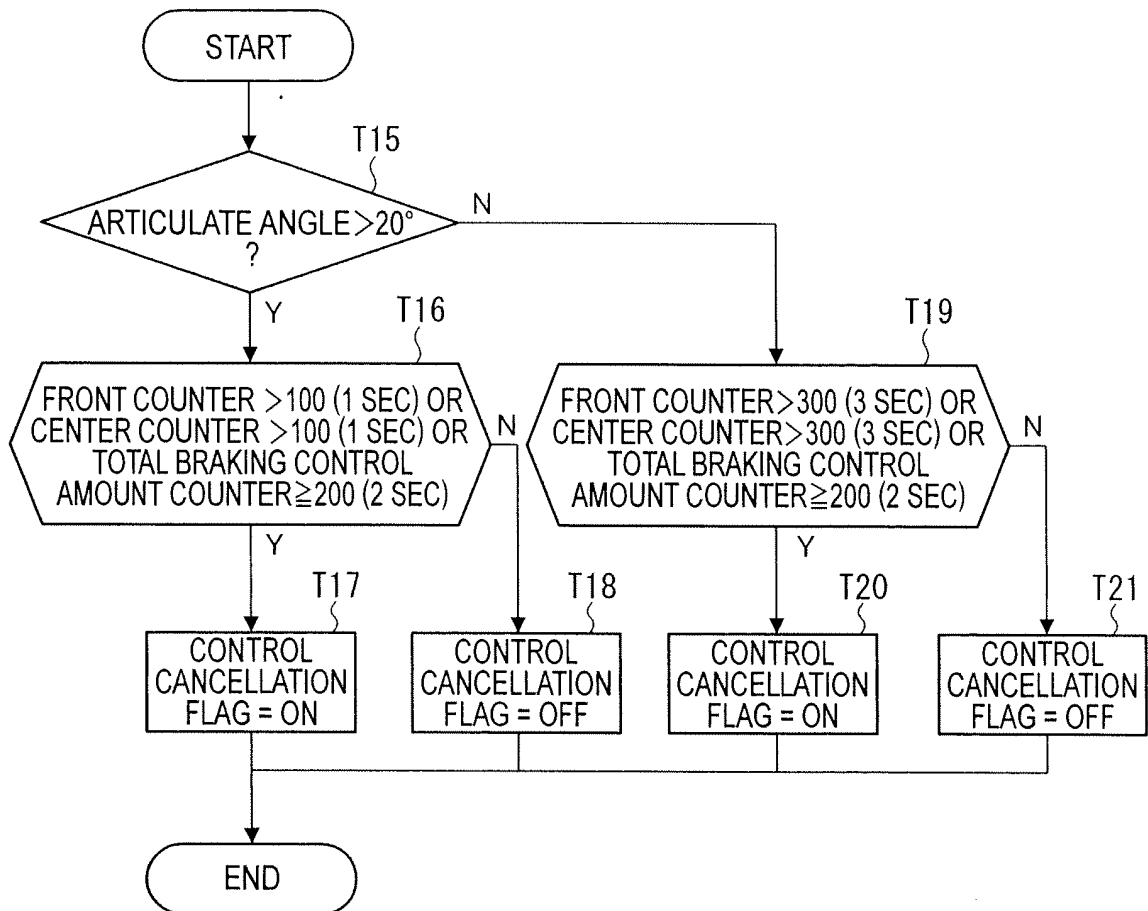 START
T15
ARTICULATE ANGLE>20°
?
N
Y
T16
T19
FRONT COUNTER >100 (1 SEC) OR
CENTER COUNTER >100 (1 SEC) OR
TOTAL BRAKING CONTROL
AMOUNT COUNTER≧200 (2 SEC)
N
Y
FRONT COUNTER>300 (3 SEC) OR
CENTER COUNTER>300 (3 SEC) OR
TOTAL BRAKING CONTROL
AMOUNT COUNTER≧200 (2 SEC)
N
Y
T17
CONTROL
CANCELLATION
FLAG = ON
T18
CONTROL
CANCELLATION
FLAG = OFF
T20
CONTROL
CANCELLATION
FLAG = ON
T21
CONTROL
CANCELLATION
FLAG = OFF
END